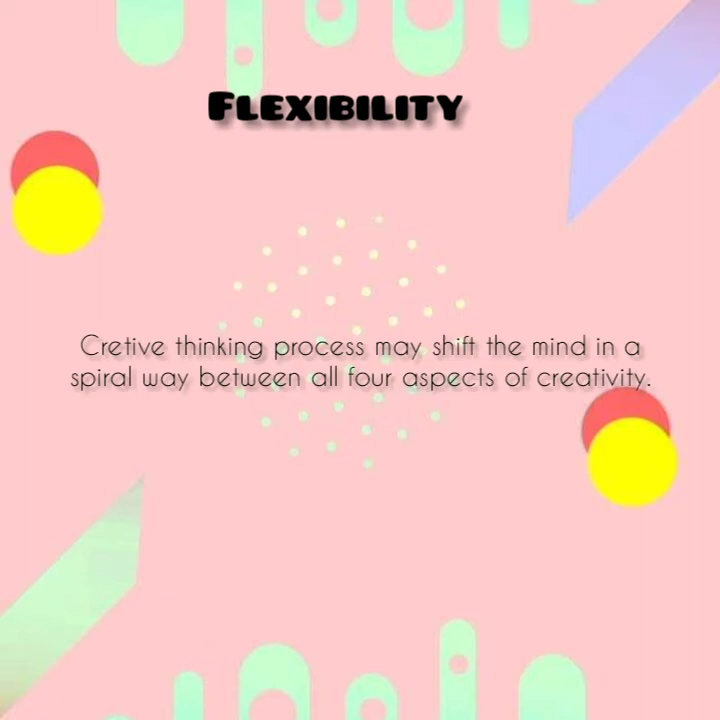 Flexibility
Cretive thinking process may shift the mind in a
spiral way between all four aspects of creativity.